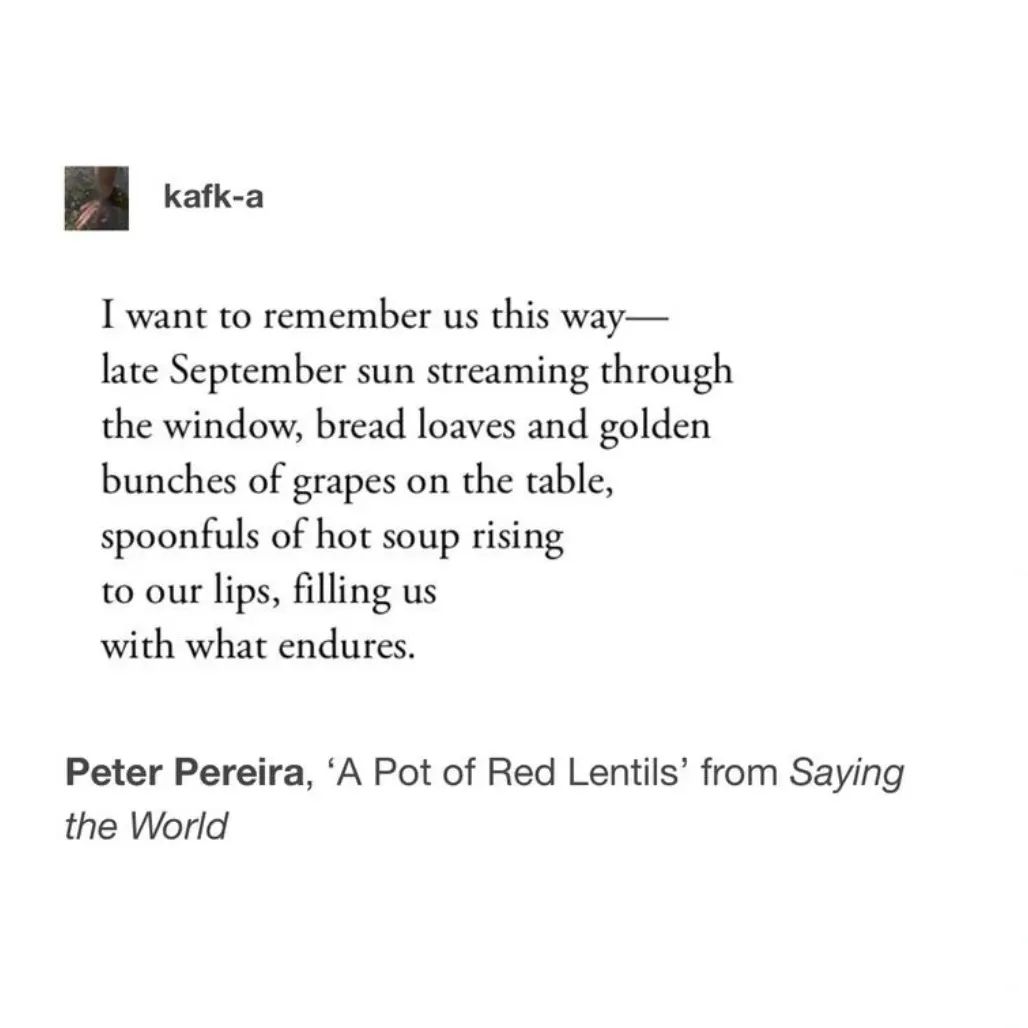 kafk-a
I want to remember us this way—
late September sun streaming through
the window, bread loaves and golden
bunches of grapes on the table,
spoonfuls of hot soup rising
to our lips, filling us
with what endures.
Peter Pereira, ‘A Pot of Red Lentils’ from Saying
the World